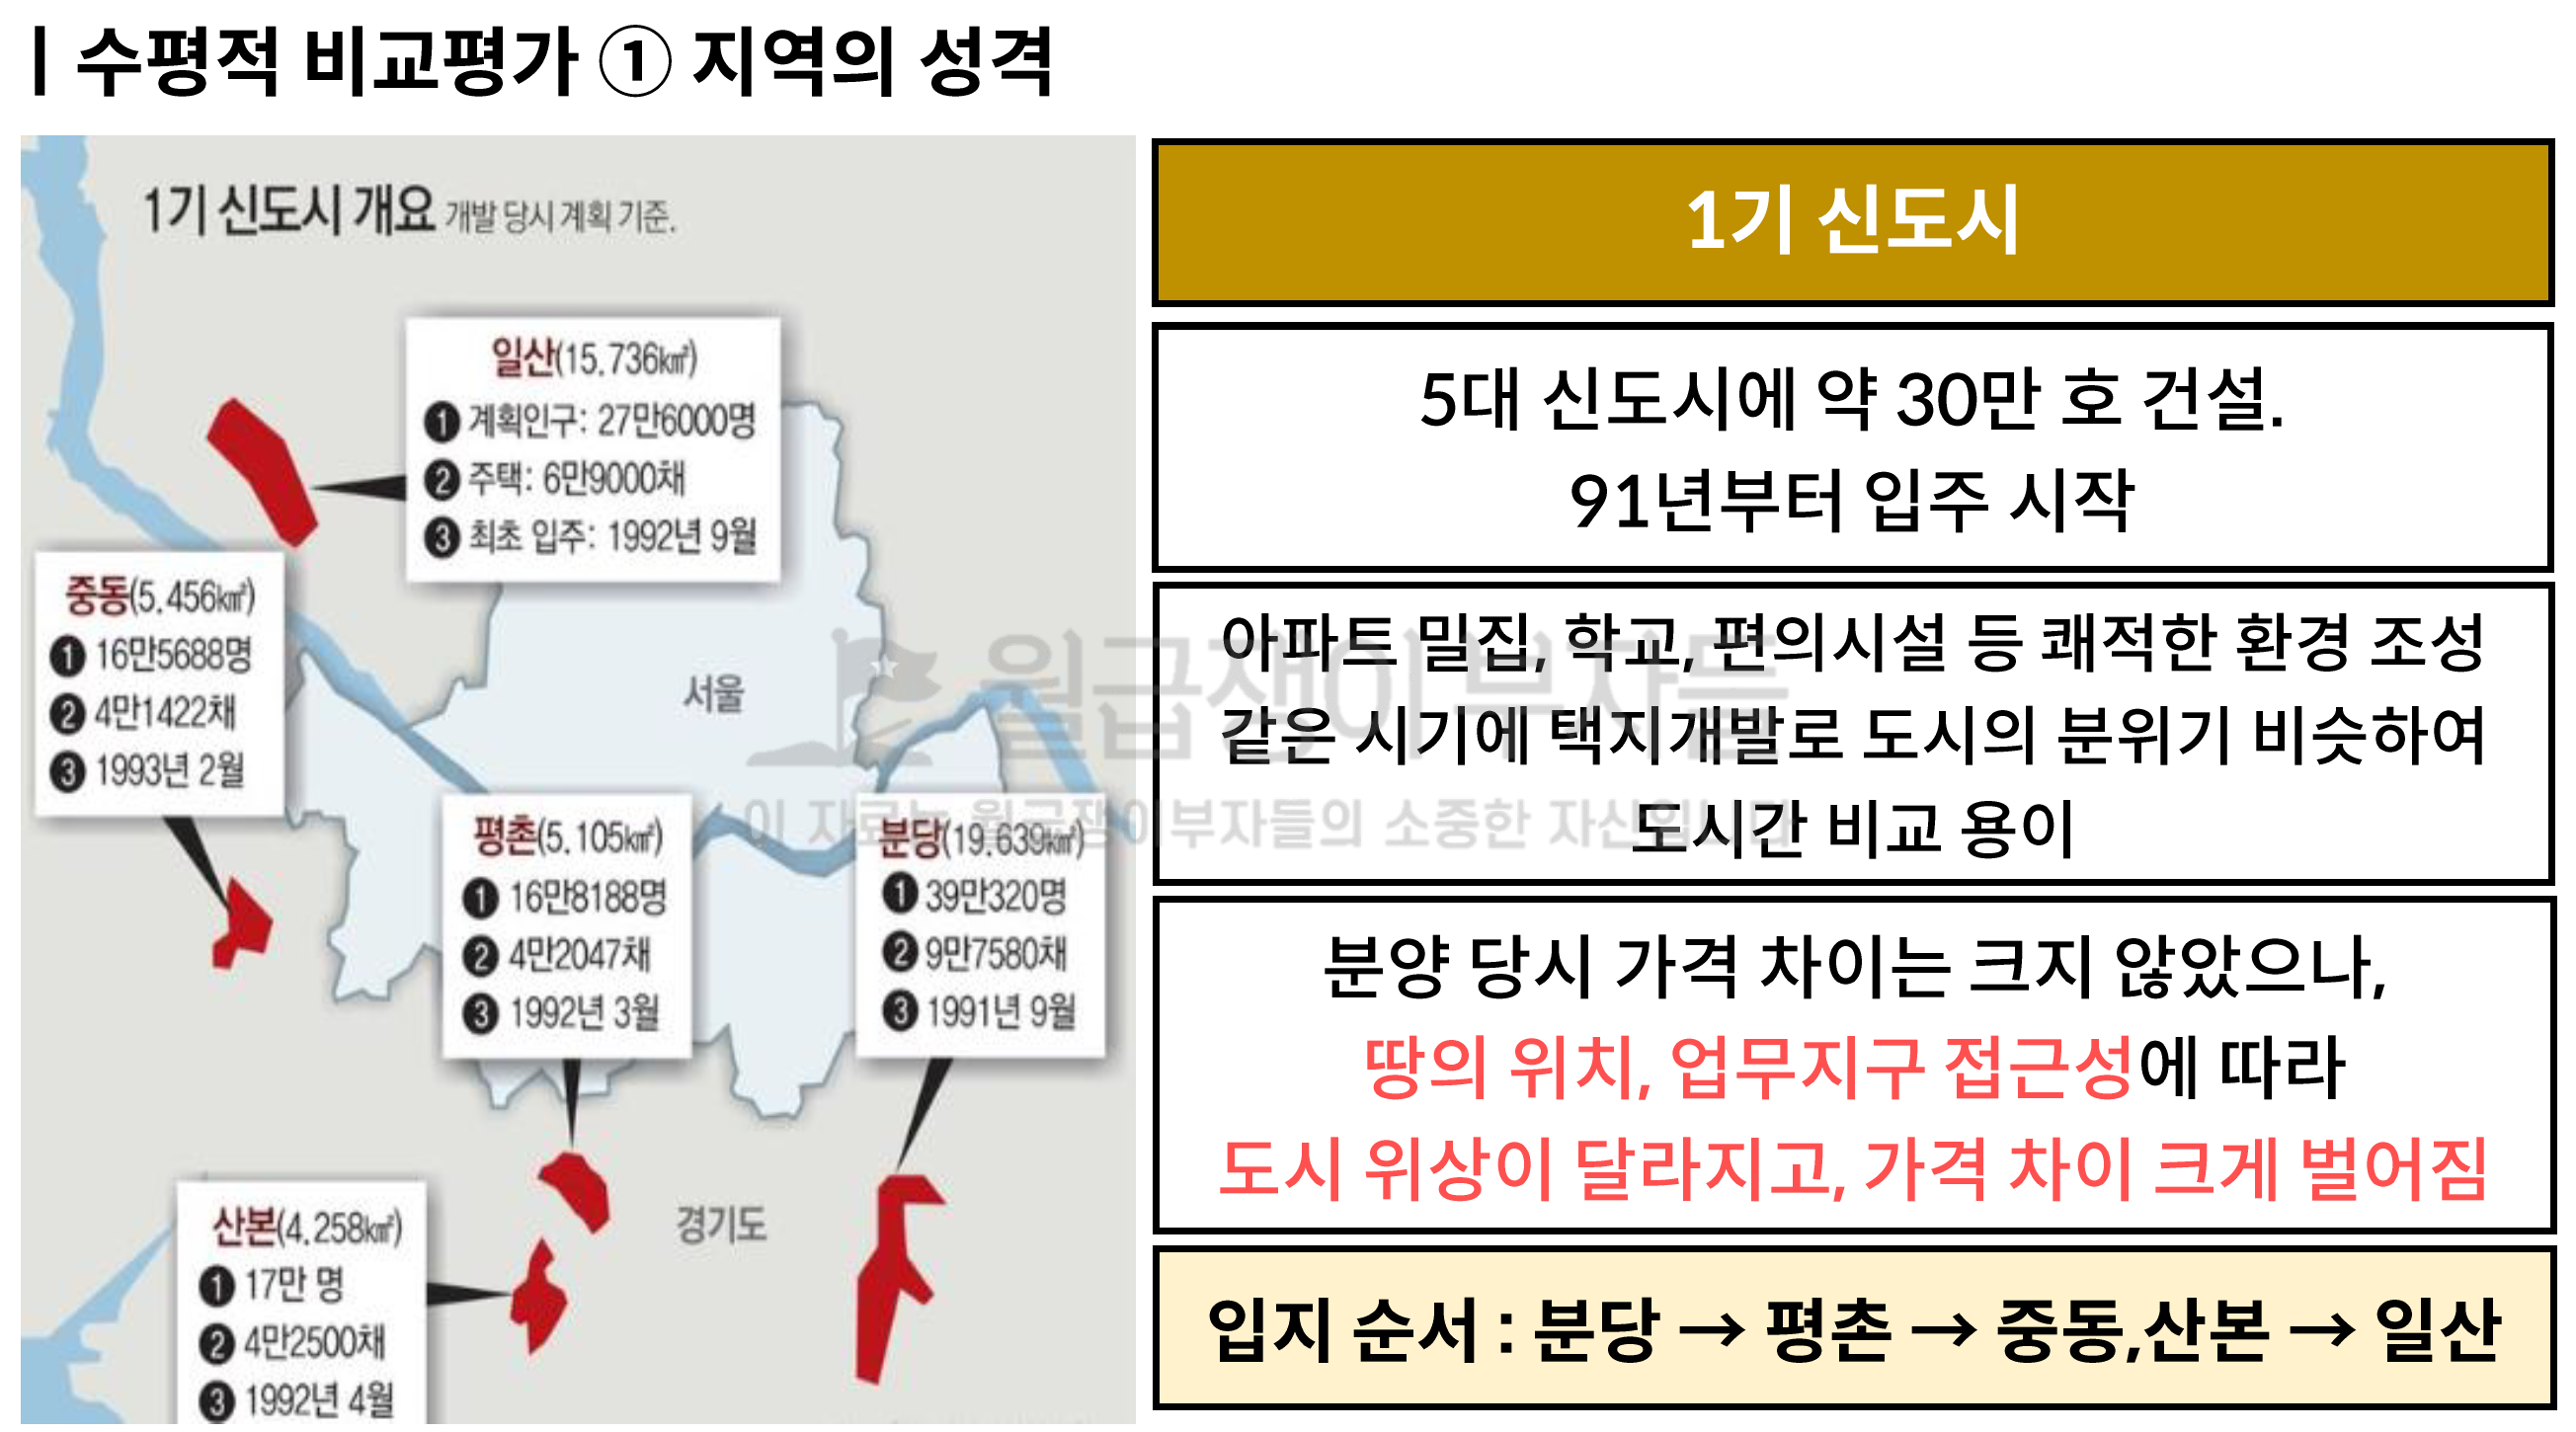 | 수평적 비교평가 ① 지역의 성격
1기 신도시 개요 개발 당시 계획 기준.
일산(15.736㎢)
❶ 계획인구: 27만6000명
❷ 주택: 6만9000채
❸ 최초 입주: 1992년 9월
중동(5.456㎢)
❶ 16만5688명
❷ 4만1422채
❸ 1993년 2월
서울
평촌(5.105㎢)
❶ 16만8188명
❷ 4만2047채
❸ 1992년 3월
분당(19.639㎢)
❶ 39만320명
❷ 9만7580채
❸ 1991년 9월
산본(4.258㎢)
❶ 17만 명
❷ 4만2500채
❸ 1992년 4월
경기도
1기 신도시
5대 신도시에 약 30만 호 건설.
91년부터 입주 시작
아파트 밀집, 학교, 편의시설 등 쾌적한 환경 조성
같은 시기에 택지개발로 도시의 분위기 비슷하여
도시간 비교 용이
분양 당시 가격 차이는 크지 않았으나,
땅의 위치, 업무지구 접근성에 따라
도시 위상이 달라지고, 가격 차이 크게 벌어짐
입지 순서 : 분당 → 평촌 → 중동,산본 → 일산
월급쟁이부자들
이 자료는 월급쟁이부자들의 소중한 자산입니다